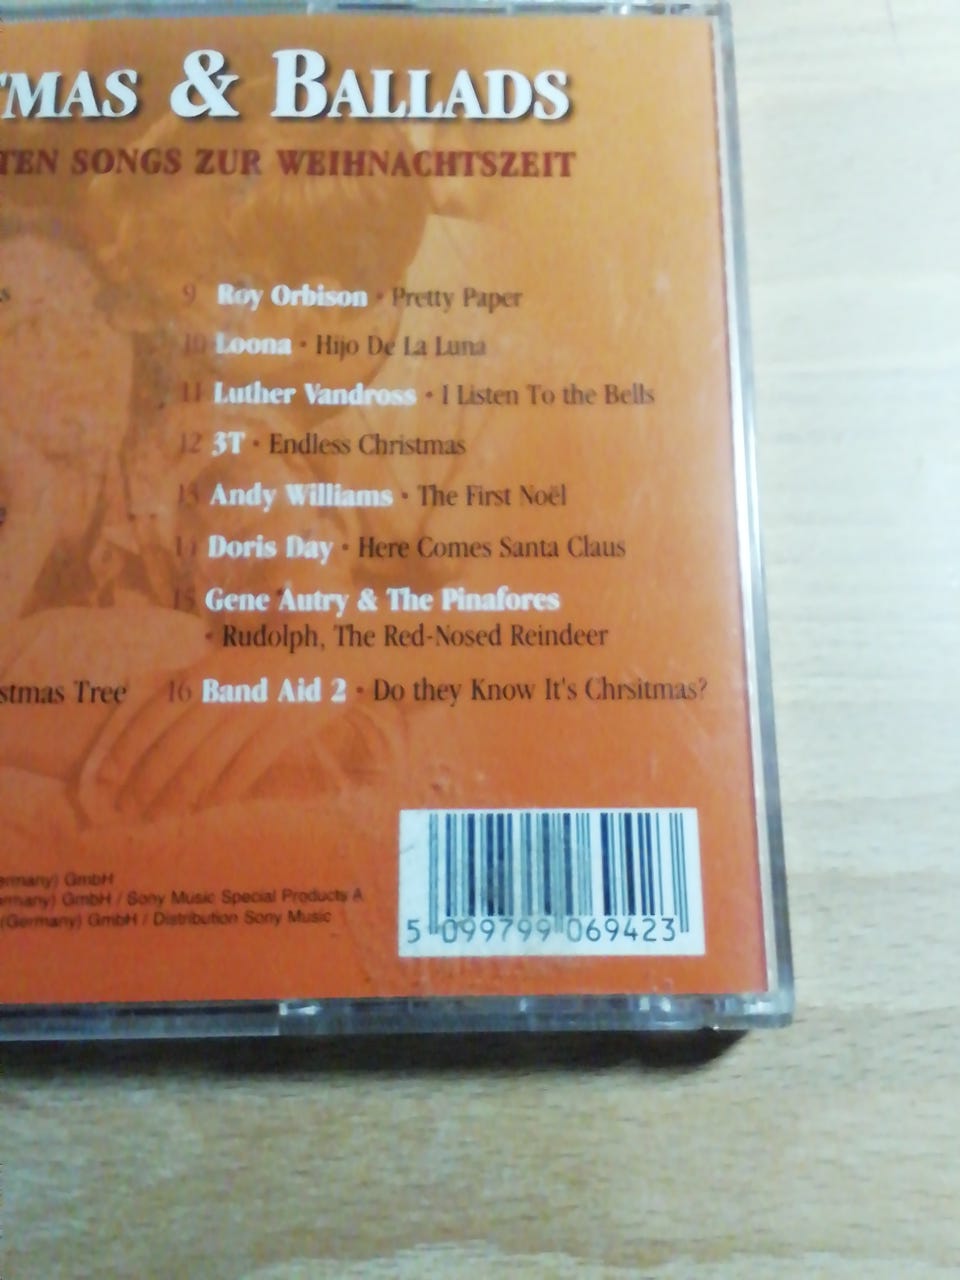 TMAS & BALLADS
TEN SONGS ZUR WEIHNACHTSZEIT
9 Roy Orbison • Pretty Paper
10 Loona • Hijo De La Luna
11 Luther Vandross • I Listen To the Bells
12 3T • Endless Christmas
13 Andy Williams • The First Noël
14 Doris Day • Here Comes Santa Claus
15 Gene Autry & The Pinafores
• Rudolph, The Red-Nosed Reindeer
stmas Tree
16 Band Aid 2 • Do they Know It's Chrsitmas?
ermany) GmbH
ermany) GmbH / Sony Music Special Products A
(Germany) GmbH / Distribution Sony Music
5 099799 069423